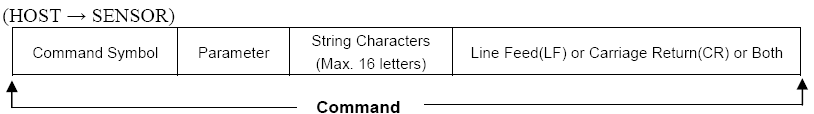 (HOST → SENSOR)
Command Symbol
Parameter
String Characters
(Max. 16 letters)
Line Feed(LF) or Carriage Return(CR) or Both
Command